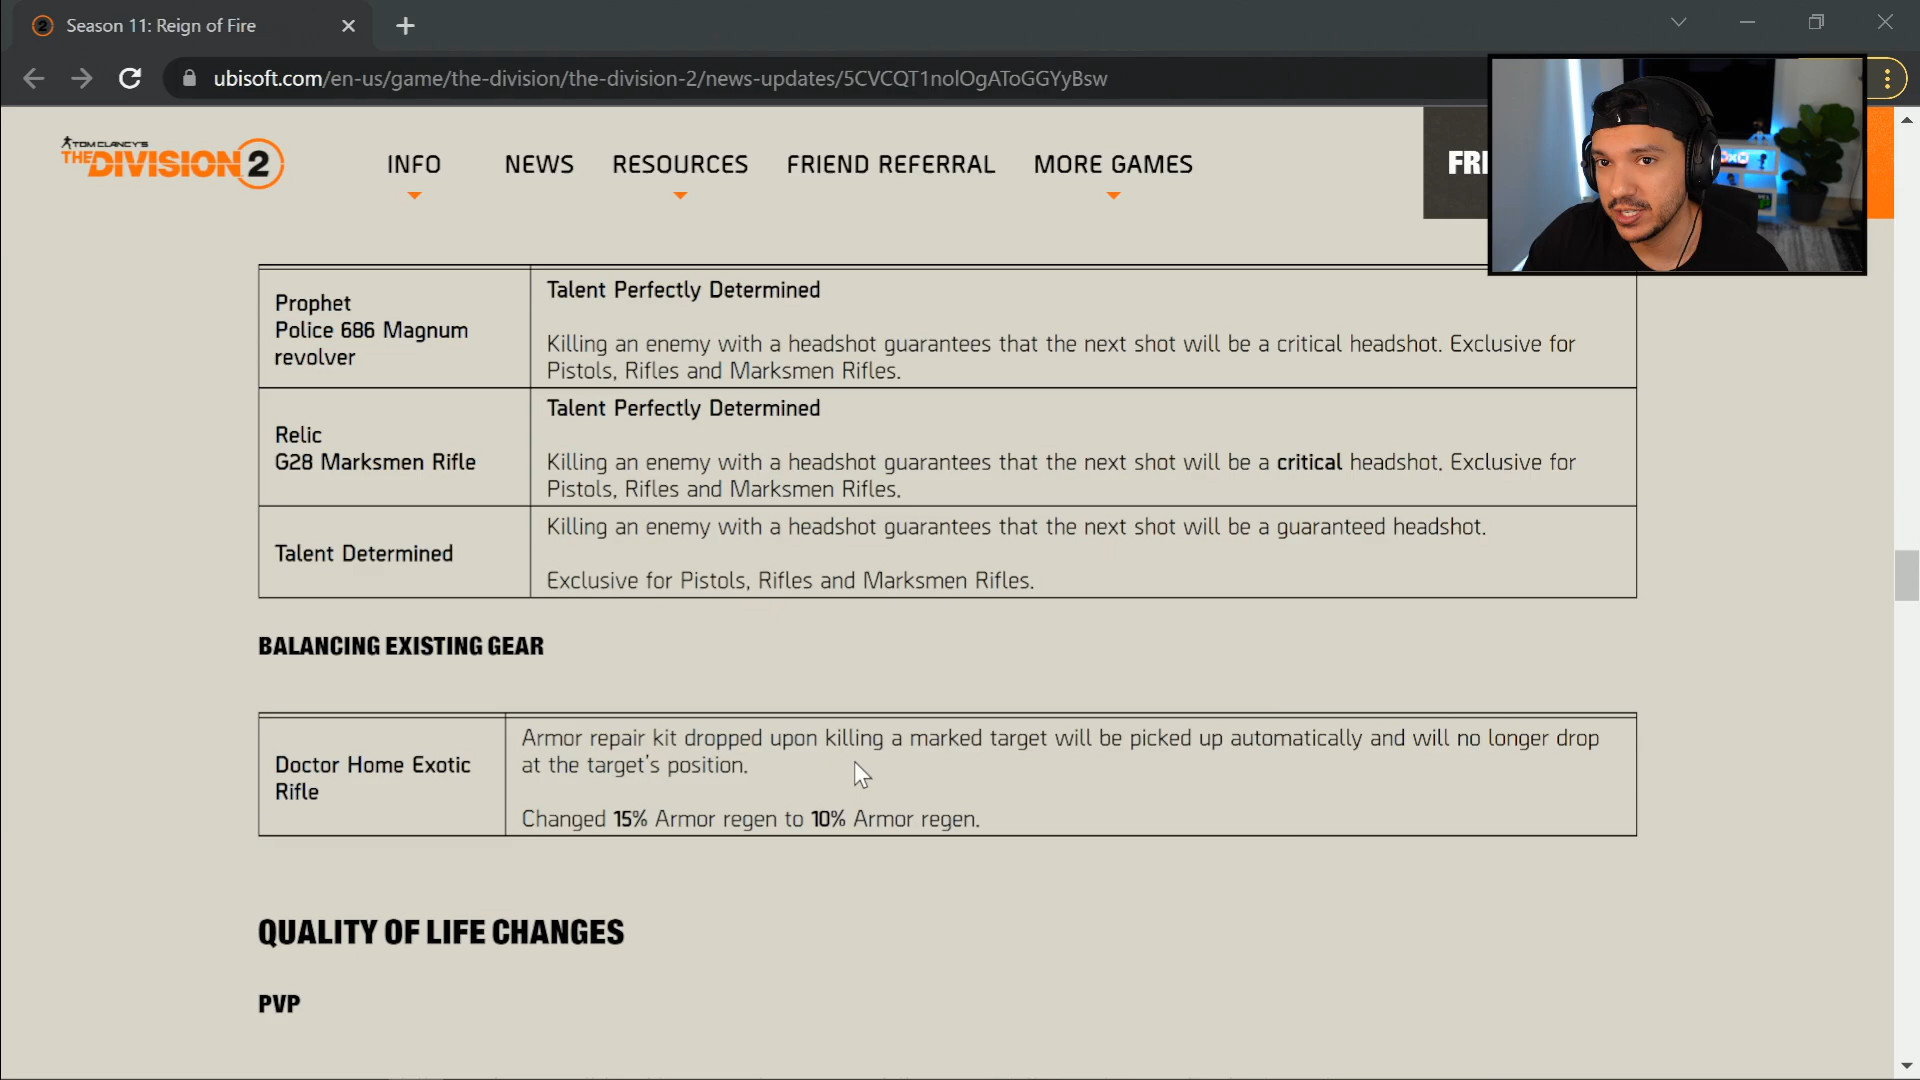 Season 11: Reign of Fire
ubisoft.com/en-us/game/the-division/the-division-2/news-updates/5CVCQT1nolOgAToGGYyBsw
TOM CLANCY'S
THE DIVISION 2
INFO
NEWS
RESOURCES
FRIEND REFERRAL
MORE GAMES
Prophet
Police 686 Magnum
revolver
Talent Perfectly Determined
Killing an enemy with a headshot guarantees that the next shot will be a critical headshot. Exclusive for
Pistols, Rifles and Marksmen Rifles.
Relic
G28 Marksmen Rifle
Talent Perfectly Determined
Killing an enemy with a headshot guarantees that the next shot will be a critical headshot. Exclusive for
Pistols, Rifles and Marksmen Rifles.
Talent Determined
Killing an enemy with a headshot guarantees that the next shot will be a guaranteed headshot.
Exclusive for Pistols, Rifles and Marksmen Rifles.
BALANCING EXISTING GEAR
Doctor Home Exotic
Rifle
Armor repair kit dropped upon killing a marked target will be picked up automatically and will no longer drop
at the target's position.
Changed 15% Armor regen to 10% Armor regen.
QUALITY OF LIFE CHANGES
PVP